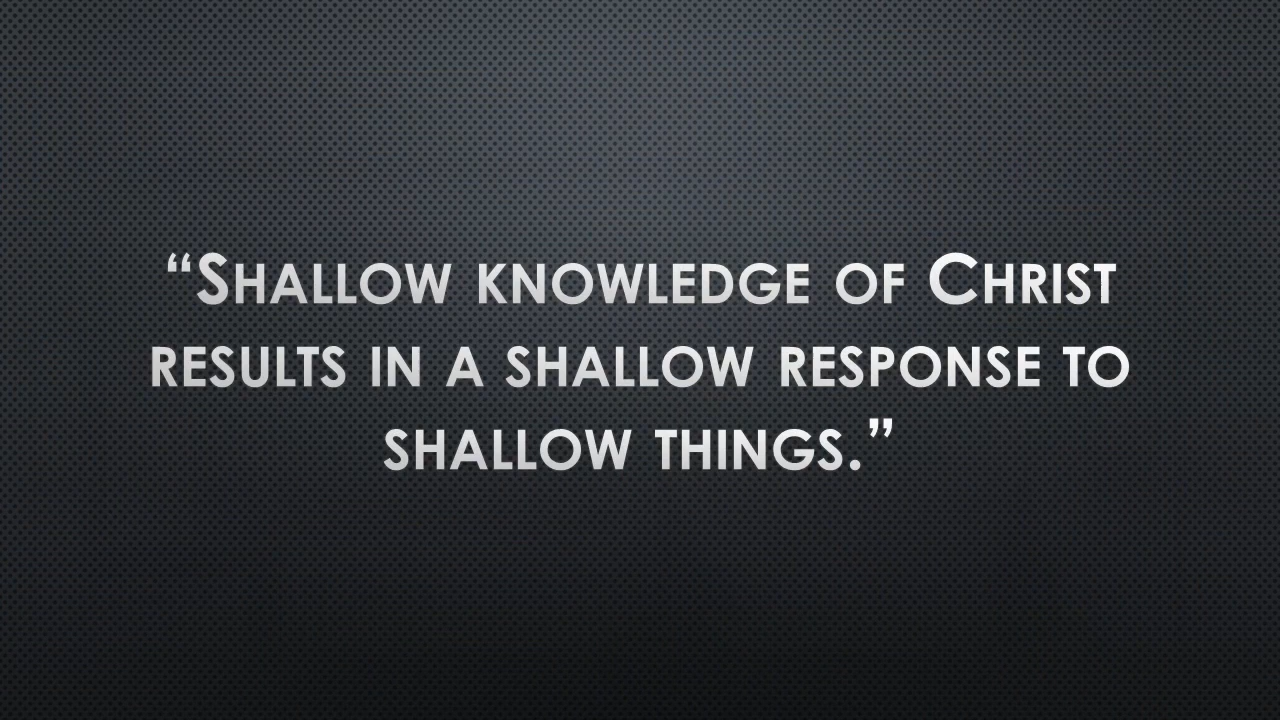 “Shallow knowledge of Christ
results in a shallow response to
shallow things.”